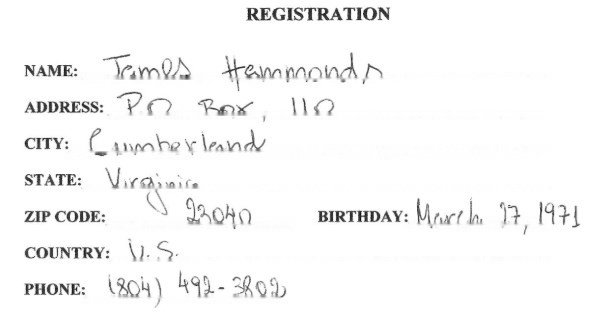 REGISTRATION
NAME: James Hammonds
ADDRESS: PO Box, 110
CITY: Cumberland
STATE: Virginia
ZIP CODE: 23040 BIRTHDAY: March 27, 1971
COUNTRY: U.S.
PHONE: (804) 492-3802